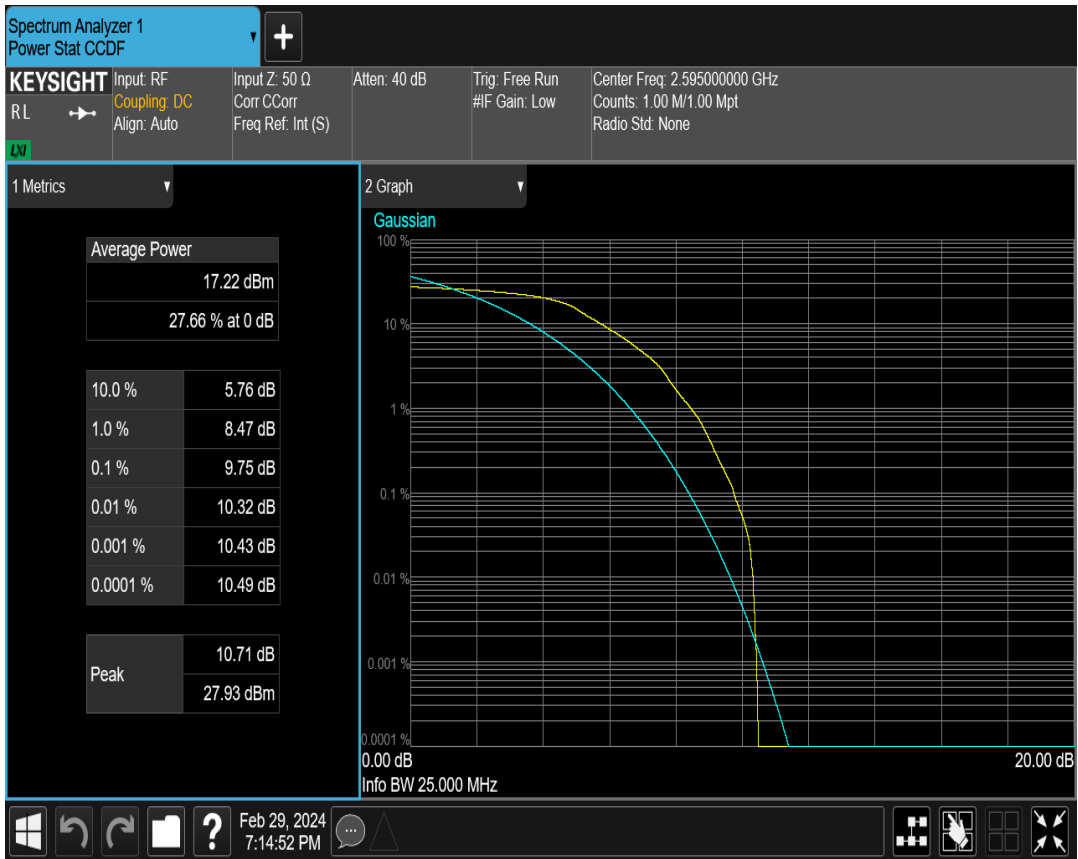 Spectrum Analyzer 1
Power Stat CCDF
+
KEYSIGHT
RL
LXI
Input: RF
Coupling: DC
Align: Auto
Input Z: 50 Ω
Corr CCorr
Freq Ref: Int (S)
Atten: 40 dB
Trig: Free Run
#IF Gain: Low
Center Freq: 2.595000000 GHz
Counts: 1.00 M/1.00 Mpt
Radio Std: None
1 Metrics
Average Power
17.22 dBm
27.66 % at 0 dB
10.0 % 5.76 dB
1.0 % 8.47 dB
0.1 % 9.75 dB
0.01 % 10.32 dB
0.001 % 10.43 dB
0.0001 % 10.49 dB
Peak
10.71 dB
27.93 dBm
2 Graph
Gaussian
100 %
10 %
1 %
0.1 %
0.01 %
0.001 %
0.0001 %
0.00 dB 20.00 dB
Info BW 25.000 MHz
?
Feb 29, 2024
7:14:52 PM